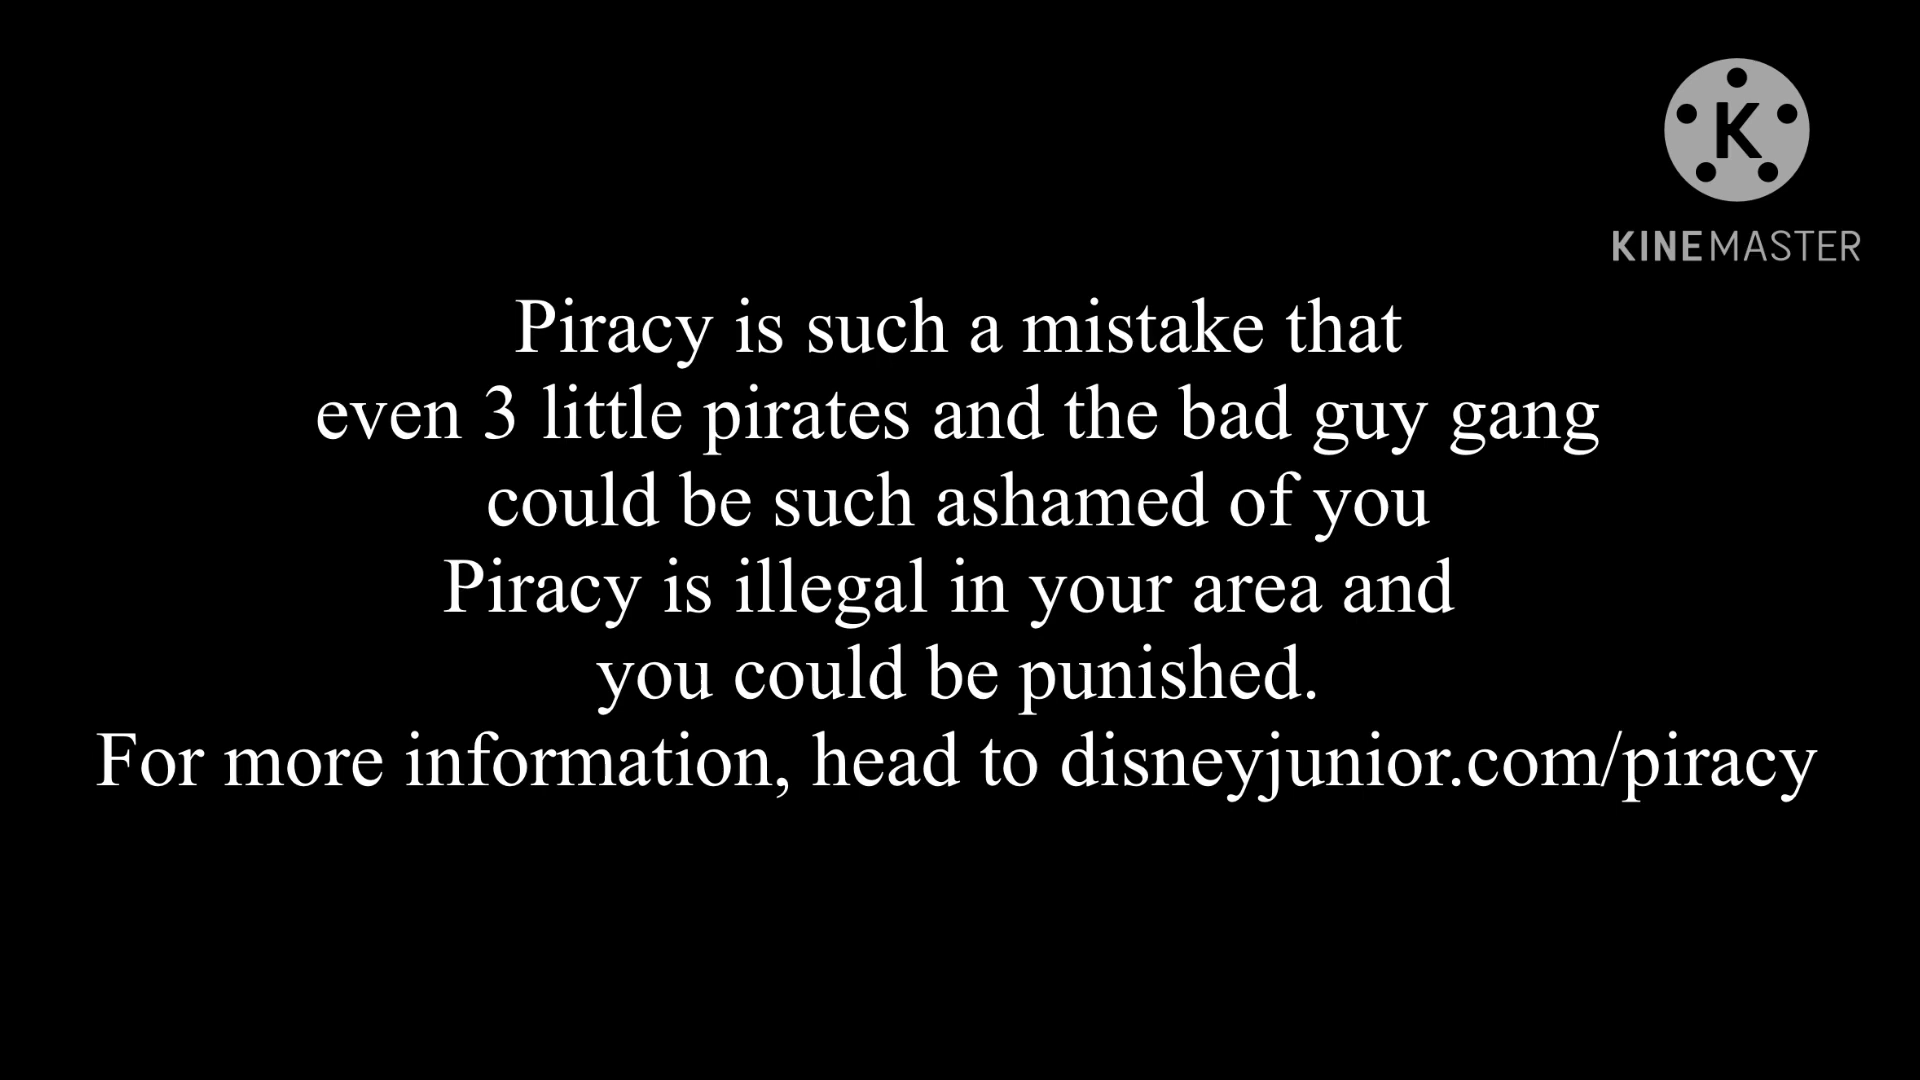 K
KINEMASTER
Piracy is such a mistake that
even 3 little pirates and the bad guy gang
could be such ashamed of you
Piracy is illegal in your area and
you could be punished.
For more information, head to disneyjunior.com/piracy